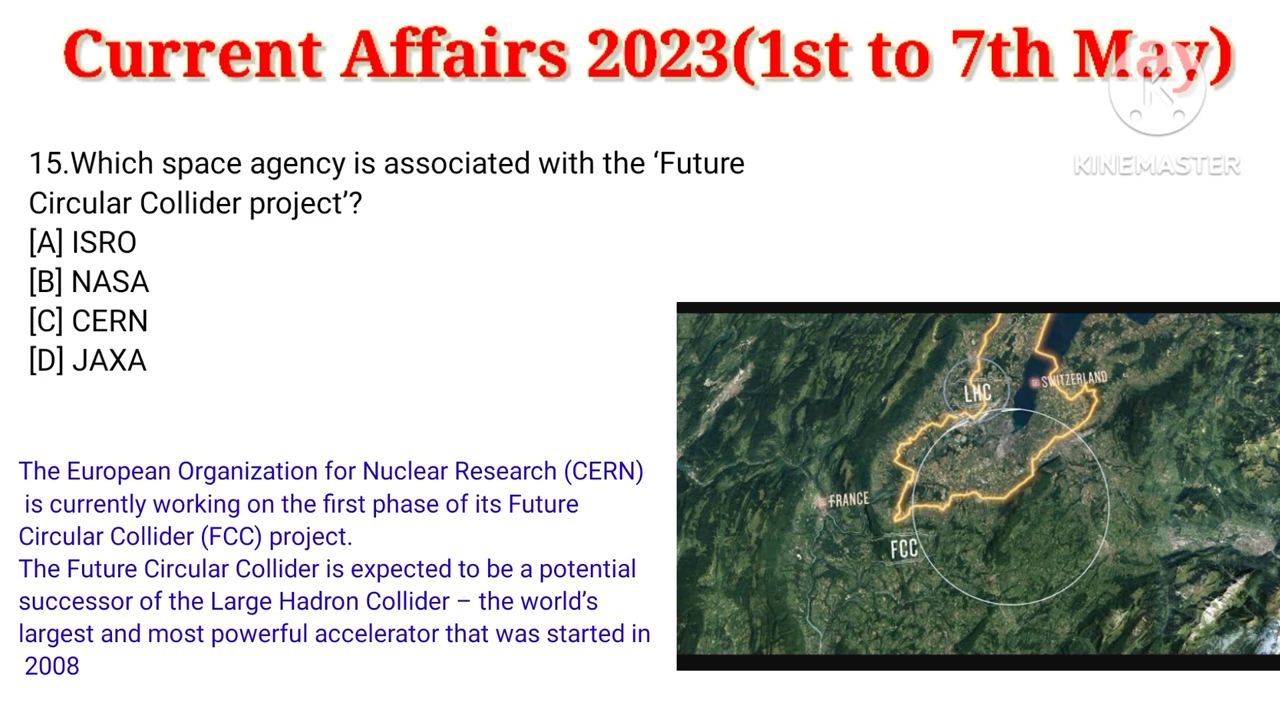 Current Affairs 2023(1st to 7th May)
KINEMASTER
15.Which space agency is associated with the ‘Future
Circular Collider project’?
[A] ISRO
[B] NASA
[C] CERN
[D] JAXA
LHC
SWITZERLAND
FRANCE
FCC
The European Organization for Nuclear Research (CERN)
is currently working on the first phase of its Future
Circular Collider (FCC) project.
The Future Circular Collider is expected to be a potential
successor of the Large Hadron Collider – the world’s
largest and most powerful accelerator that was started in
2008